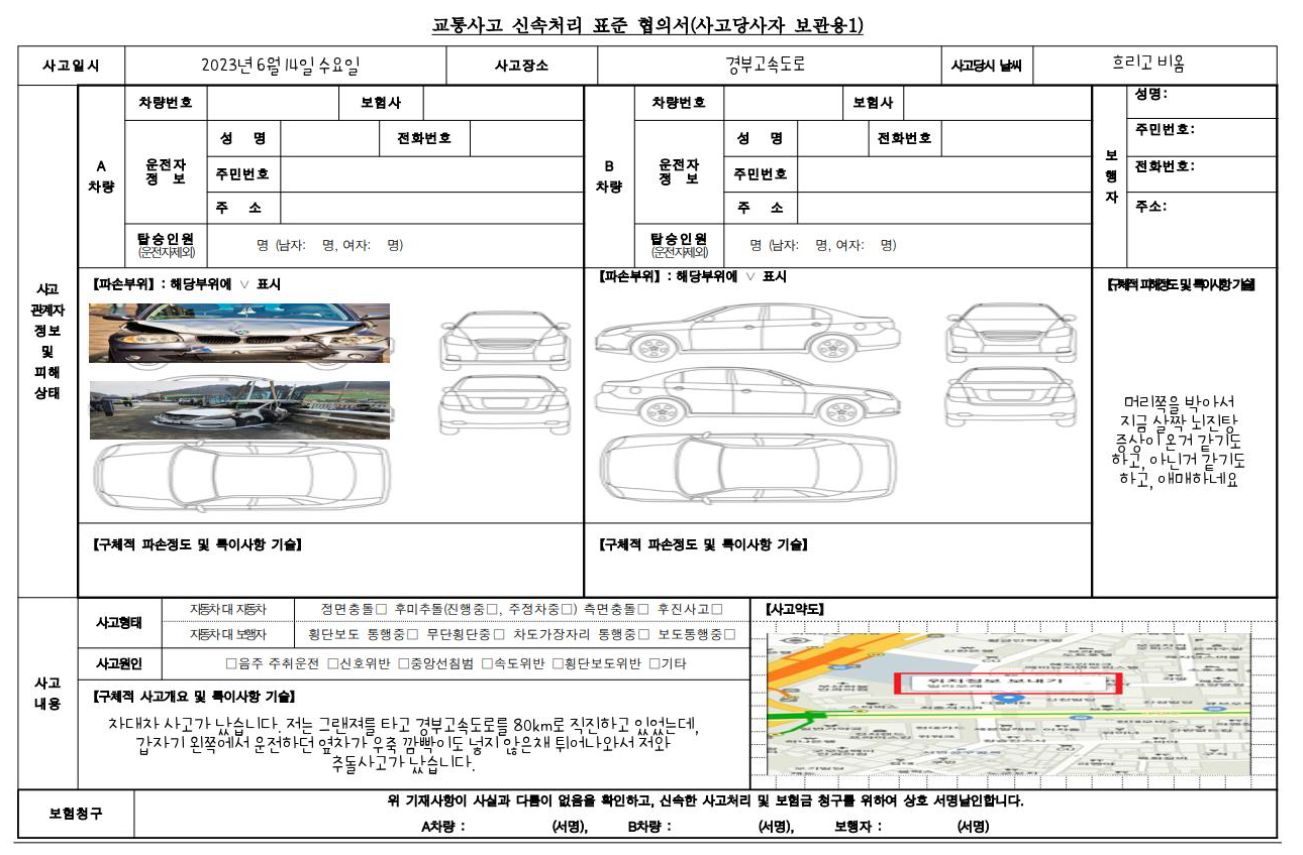 교통사고 신속처리 표준 협의서(사고당사자 보관용1)
사고일시 2023년 6월 14일 수요일 사고장소 경부고속도로 사고당시 날씨 흐리고 비옴
차량번호 보험사 차량번호 보험사 성명:
A 차량 운전자 정 보 성 명 전화번호 B 차량 운전자 정 보 성 명 전화번호 보행자 주민번호:
주민번호 주민번호 전화번호:
주 소 주 소 주소:
탈승인원 명 (남자: 명, 여자: 명) 탈승인원 명 (남자: 명, 여자: 명)
(운전자제외) (운전자제외)
사고
관계자
정보
및
피해
상태
[파손부위] : 해당부위에 ∨ 표시
[파손부위] : 해당부위에 ∨ 표시
[구체적 피해정도 및 특이사항 기술]
머리쪽을 박아서
지금 살짝 뇌진탕
증상이 온거 같기도
하고, 아닌거 같기도
하고, 애매하네요
[구체적 파손정도 및 특이사항 기술]
[구체적 파손정도 및 특이사항 기술]
사고
내용
사고형태 자동차 대 자동차 정면충돌□ 후미추돌(진행중□, 주정차중□) 측면충돌□ 후진사고□
자동차 대 보행자 횡단보도 통행중□ 무단횡단중□ 차도가장자리 통행중□ 보도통행중□
사고원인 □음주 주취운전 □신호위반 □중앙선침범 □속도위반 □횡단보도위반 □기타
[구체적 사고개요 및 특이사항 기술]
차대차 사고가 났습니다. 저는 그랜져를 타고 경부고속도로를 80km로 직진하고 있었는데,
갑자기 왼쪽에서 운전하던 옆차가 우측 깜빡이도 넣지 않은채 튀어나와서 저와
추돌사고가 났습니다.
[사고약도]
위치정보 보내기
보험청구
위 기재사항이 사실과 다름이 없음을 확인하고, 신속한 사고처리 및 보험금 청구를 위하여 상호 서명날인합니다.
A차량 : (서명), B차량 : (서명), 보행자 : (서명)